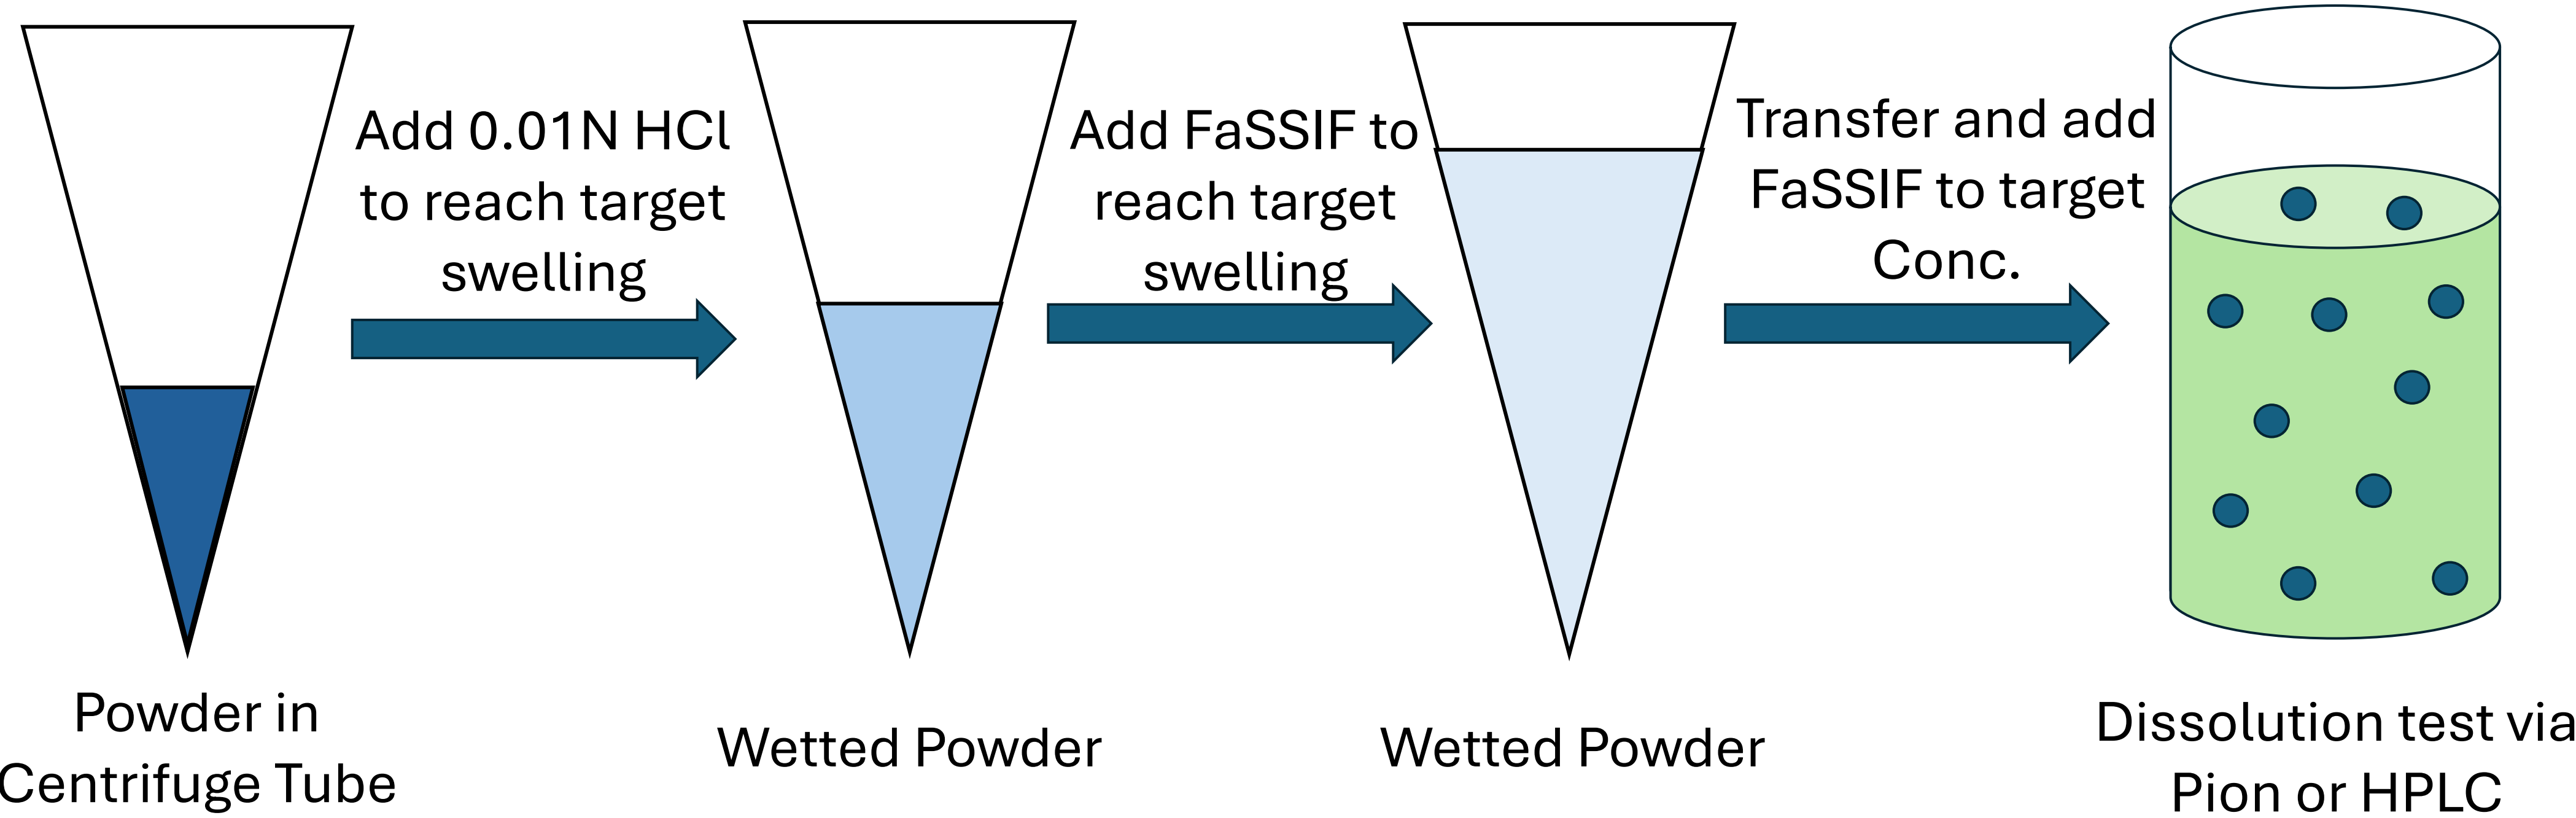 Add 0.01N HCl
to reach target
swelling
Add FaSSIF to
reach target
swelling
Transfer and add
FaSSIF to target
Conc.
Powder in
Centrifuge Tube
Wetted Powder
Wetted Powder
Dissolution test via
Pion or HPLC